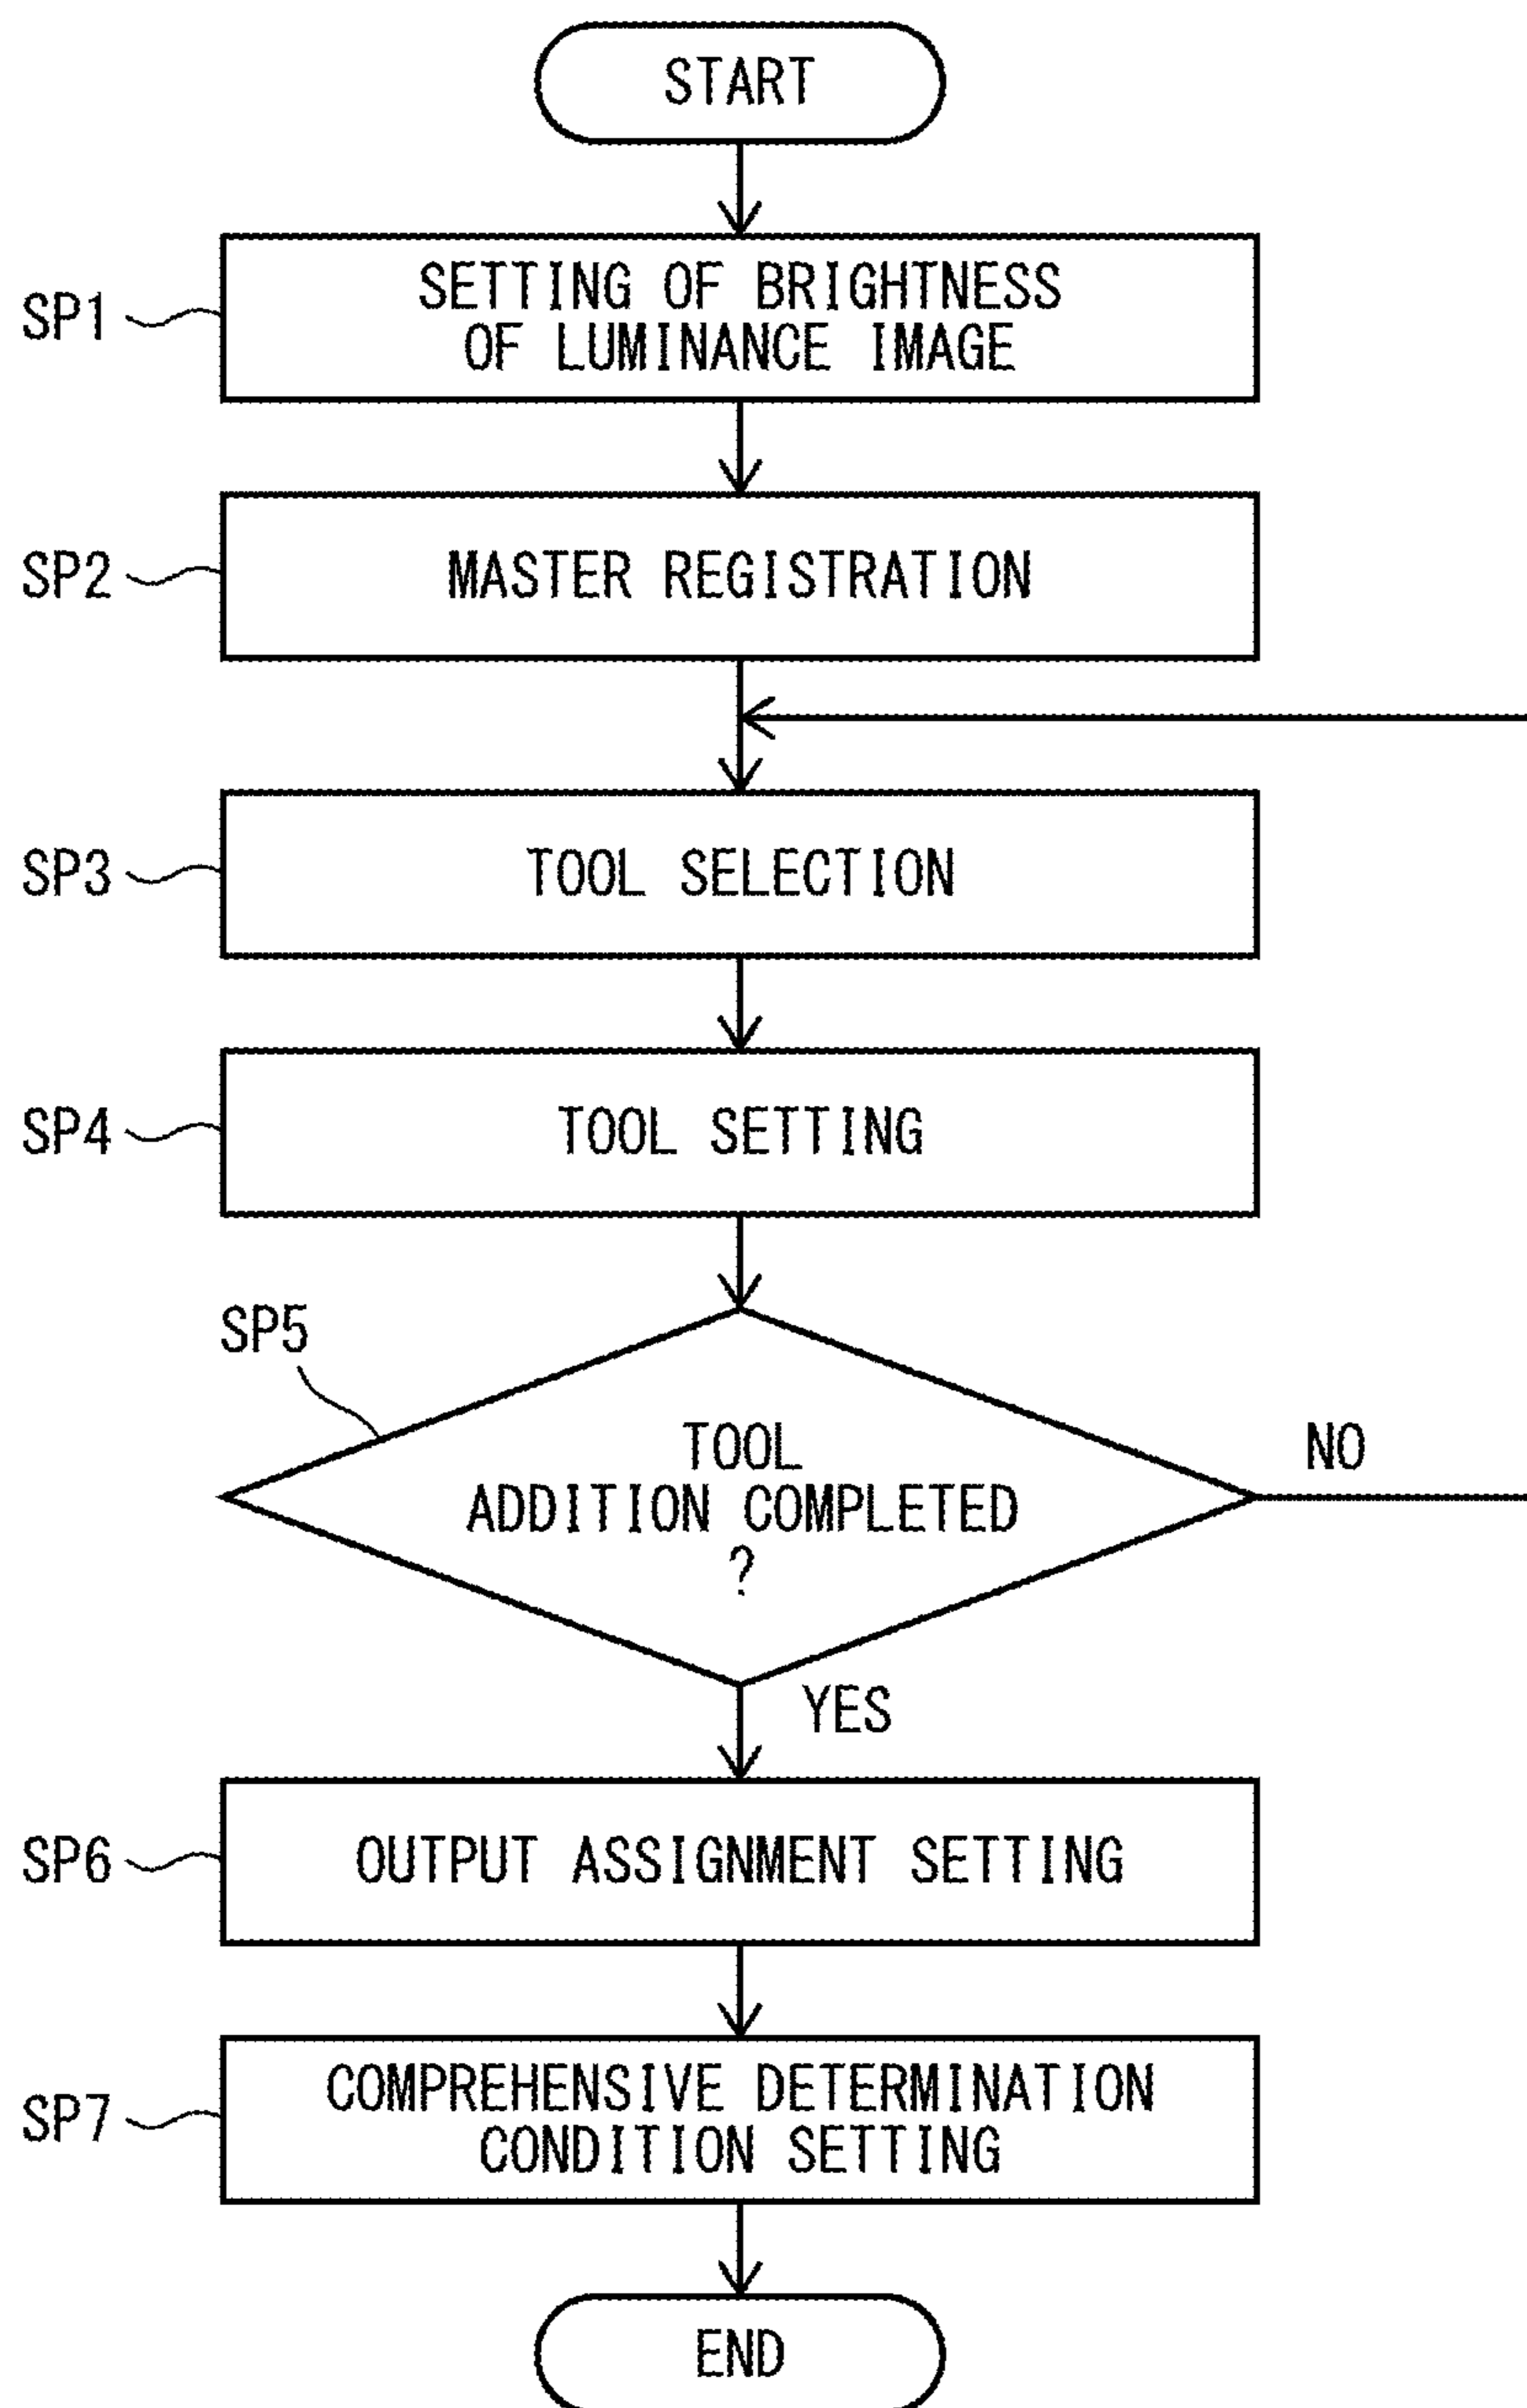 START
SP1
SETTING OF BRIGHTNESS
OF LUMINANCE IMAGE
SP2
MASTER REGISTRATION
SP3
TOOL SELECTION
SP4
TOOL SETTING
SP5
TOOL
ADDITION COMPLETED
?
NO
YES
SP6
OUTPUT ASSIGNMENT SETTING
SP7
COMPREHENSIVE DETERMINATION
CONDITION SETTING
END